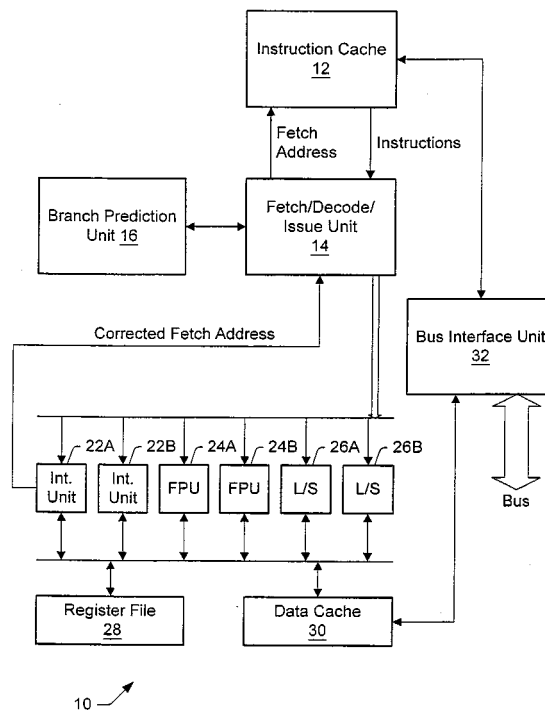 Instruction Cache
12
Fetch
Address
Instructions
Branch Prediction
Unit 16
Fetch/Decode/
Issue Unit
14
Corrected Fetch Address
Bus Interface Unit
32
22A
22B
24A
24B
26A
26B
Int.
Unit
Int.
Unit
FPU
FPU
L/S
L/S
Bus
Register File
28
Data Cache
30
10